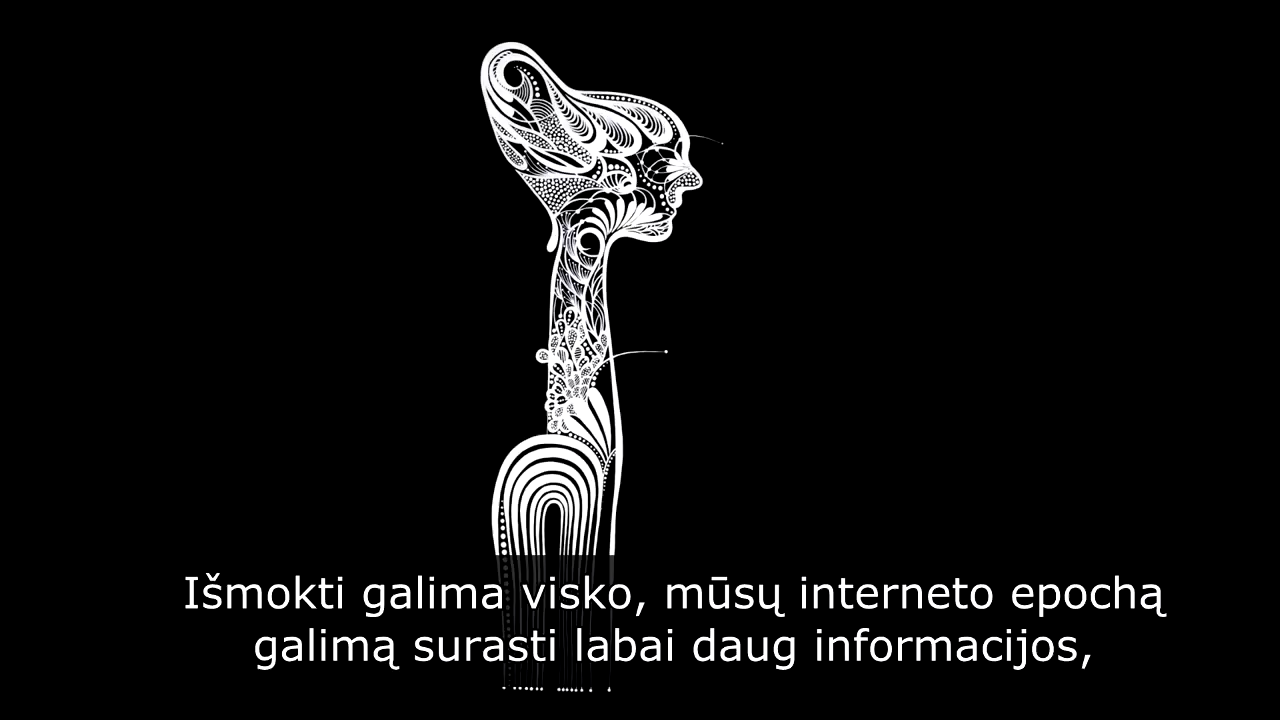 Išmokti galima visko, mūsų interneto epochą
galimą surasti labai daug informacijos,